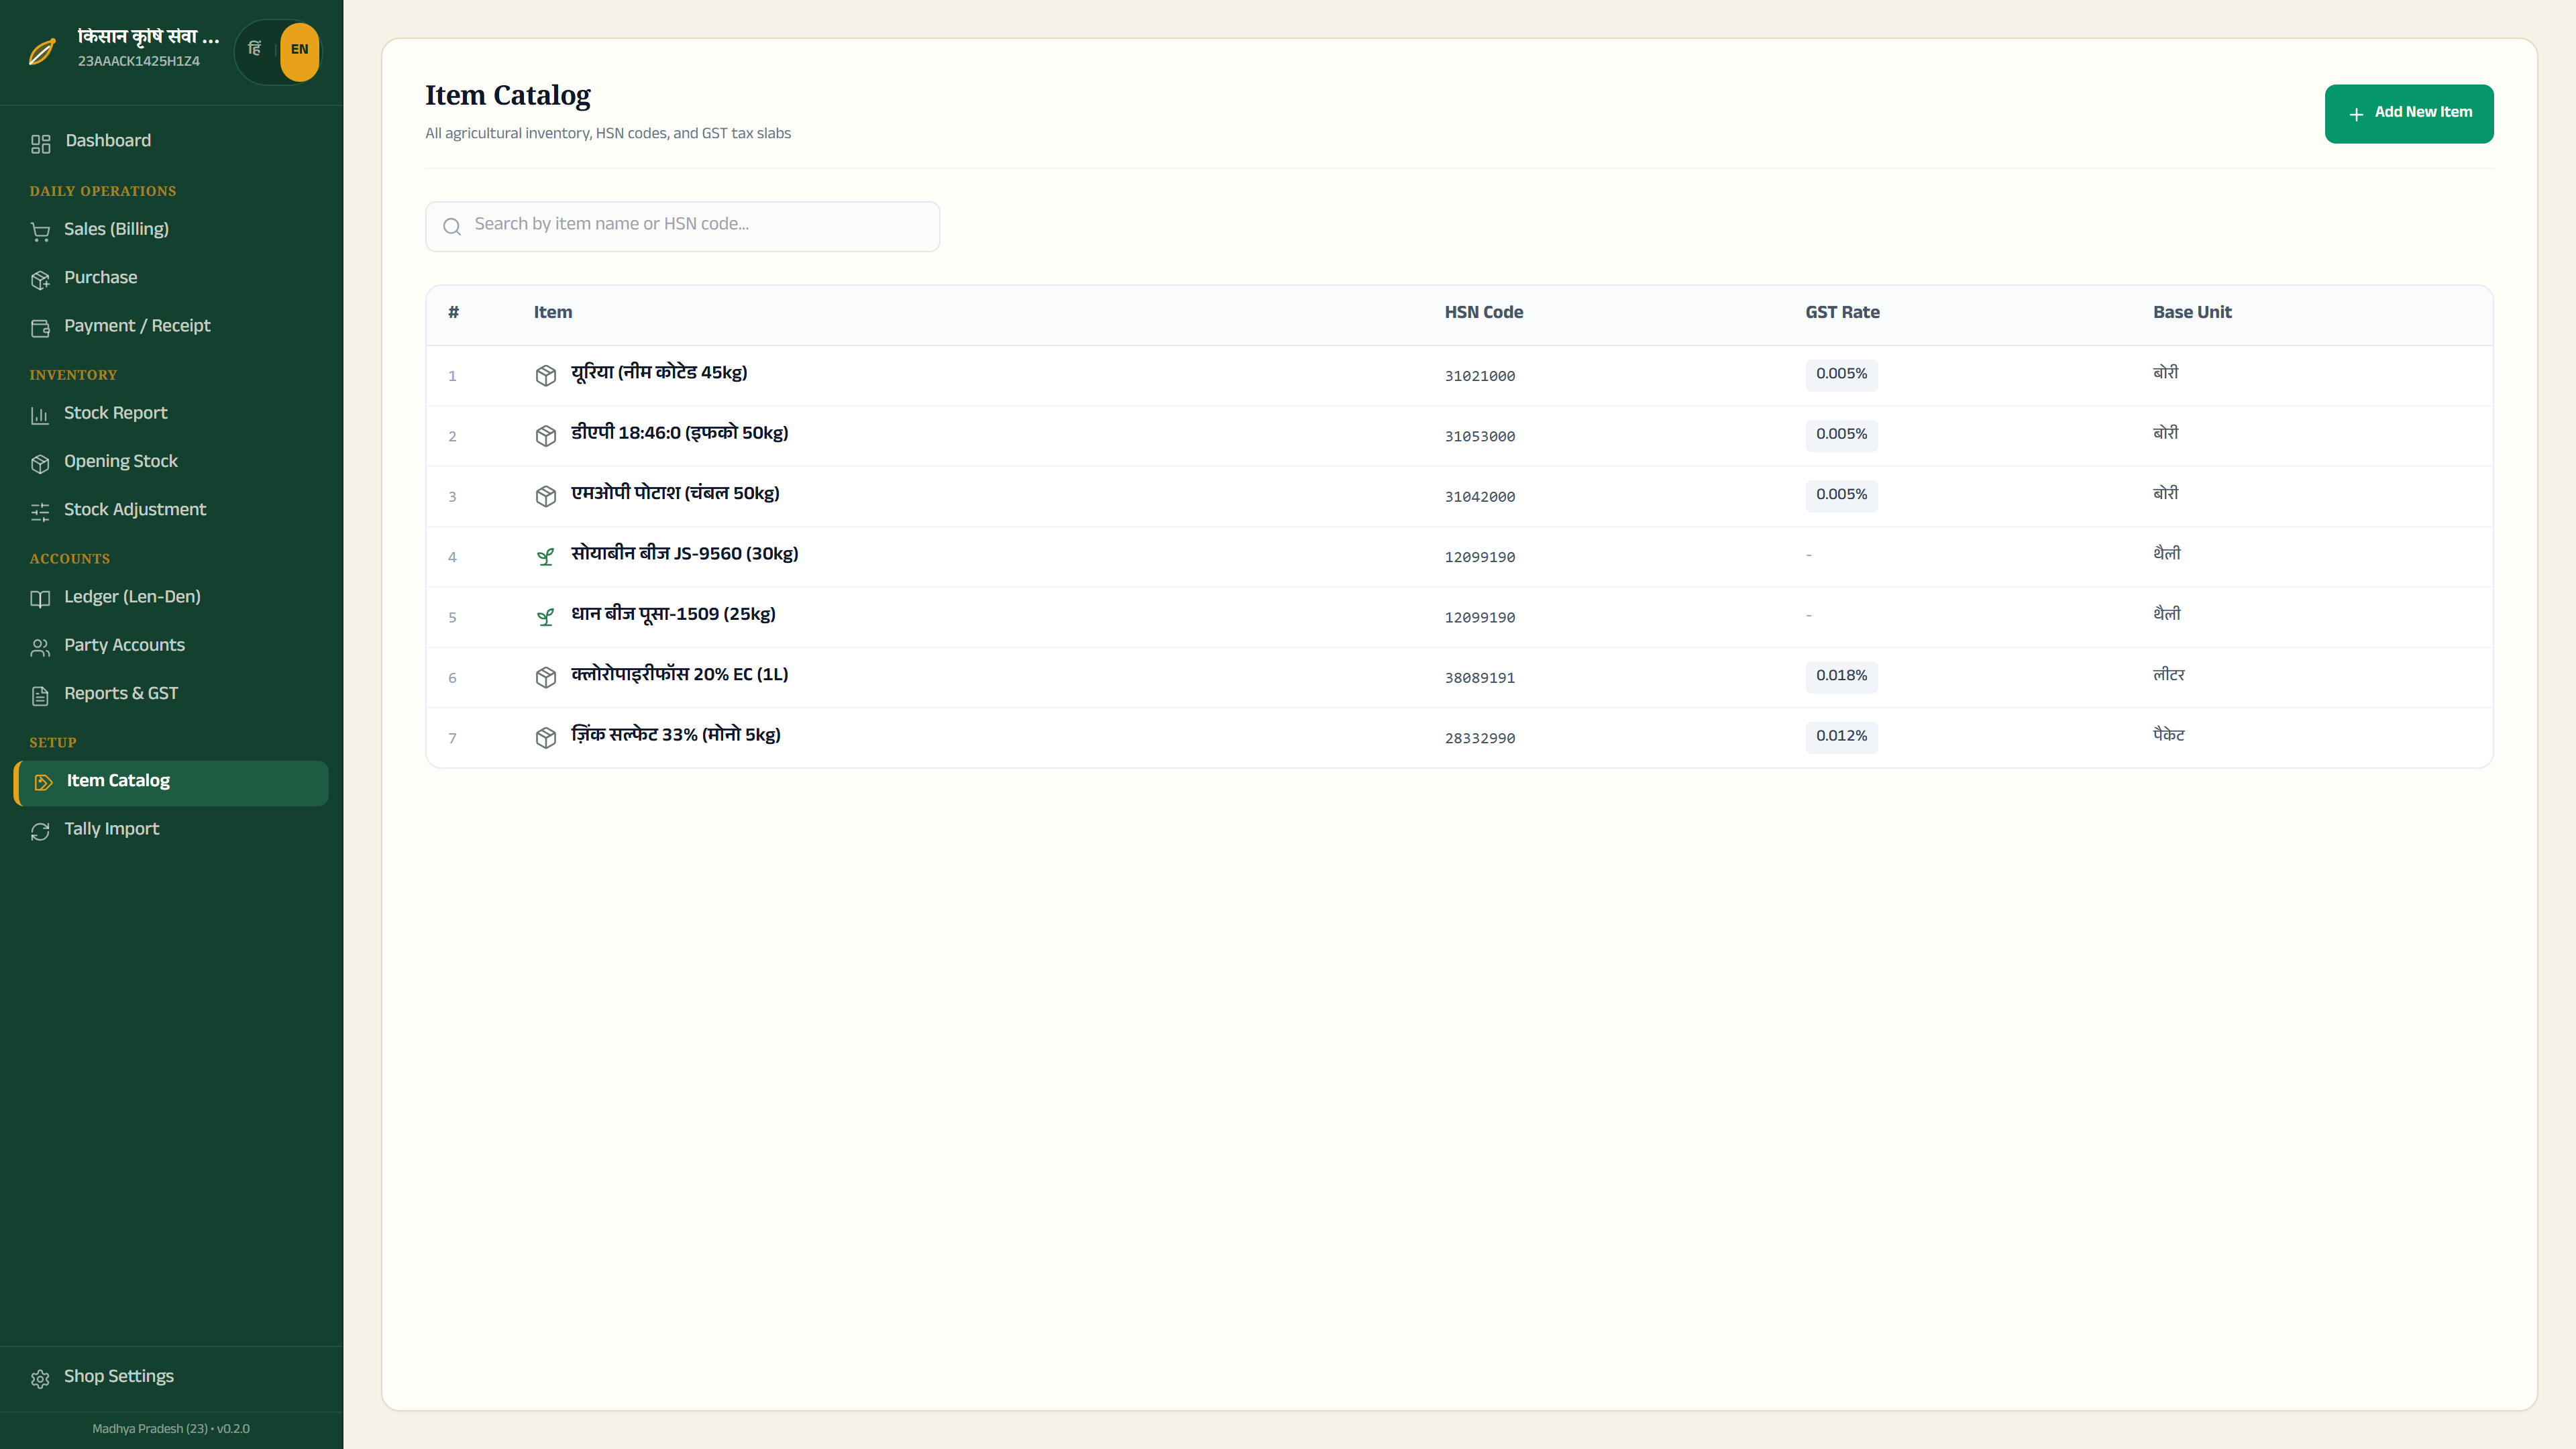 किसान कृषि सेवा ...
23AAACK1425H1Z4
हिं
EN
Dashboard
DAILY OPERATIONS
Sales (Billing)
Purchase
Payment / Receipt
INVENTORY
Stock Report
Opening Stock
Stock Adjustment
ACCOUNTS
Ledger (Len-Den)
Party Accounts
Reports & GST
SETUP
Item Catalog
Tally Import
Shop Settings
Madhya Pradesh (23) • v0.2.0
Item Catalog
All agricultural inventory, HSN codes, and GST tax slabs
+ Add New Item
Search by item name or HSN code...
# Item HSN Code GST Rate Base Unit
1 यूरिया (नीम कोटेड 45kg) 31021000 0.005% बोरी
2 डीएपी 18:46:0 (इफको 50kg) 31053000 0.005% बोरी
3 एमओपी पोटाश (चंबल 50kg) 31042000 0.005% बोरी
4 सोयाबीन बीज JS-9560 (30kg) 12099190 - थैली
5 धान बीज पूसा-1509 (25kg) 12099190 - थैली
6 क्लोरोपाइरीफॉस 20% EC (1L) 38089191 0.018% लीटर
7 ज़िंक सल्फेट 33% (मोनो 5kg) 28332990 0.012% पैकेट